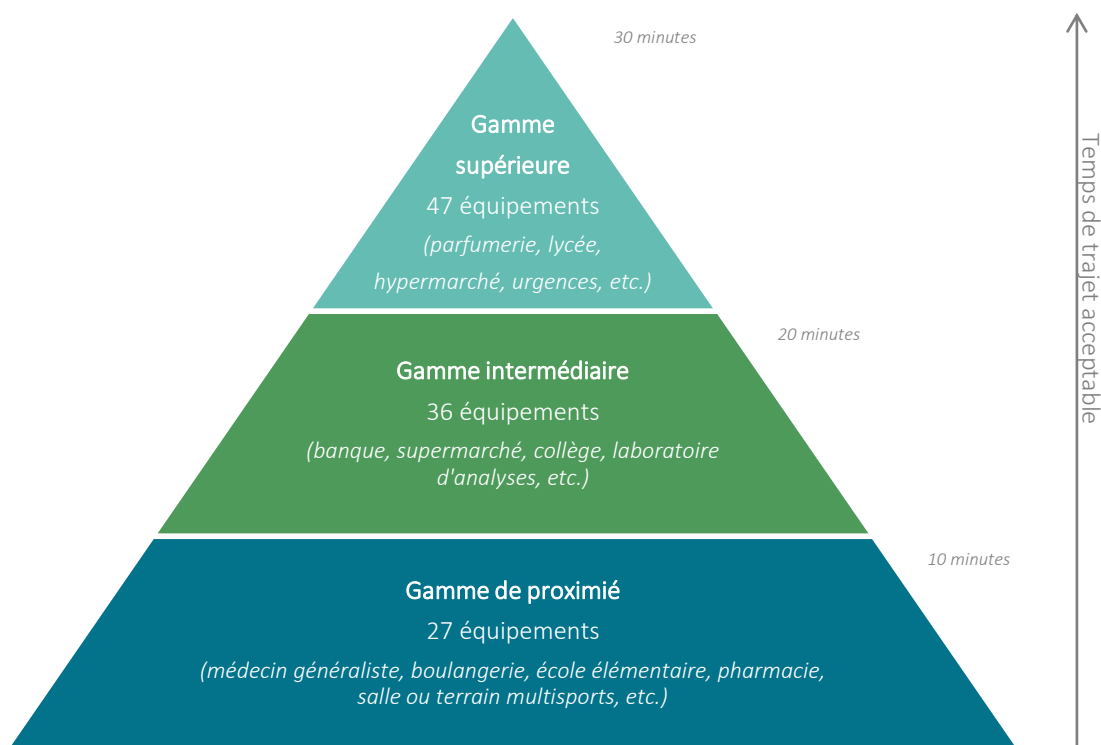 30 minutes
Gamme
supérieure
47 équipements
(parfumerie, lycée,
hypermarché, urgences, etc.)
20 minutes
Gamme intermédiaire
36 équipements
(banque, supermarché, collège, laboratoire
d'analyses, etc.)
10 minutes
Gamme de proximié
27 équipements
(médecin généraliste, boulangerie, école élémentaire, pharmacie,
salle ou terrain multisports, etc.)
Temps de trajet acceptable